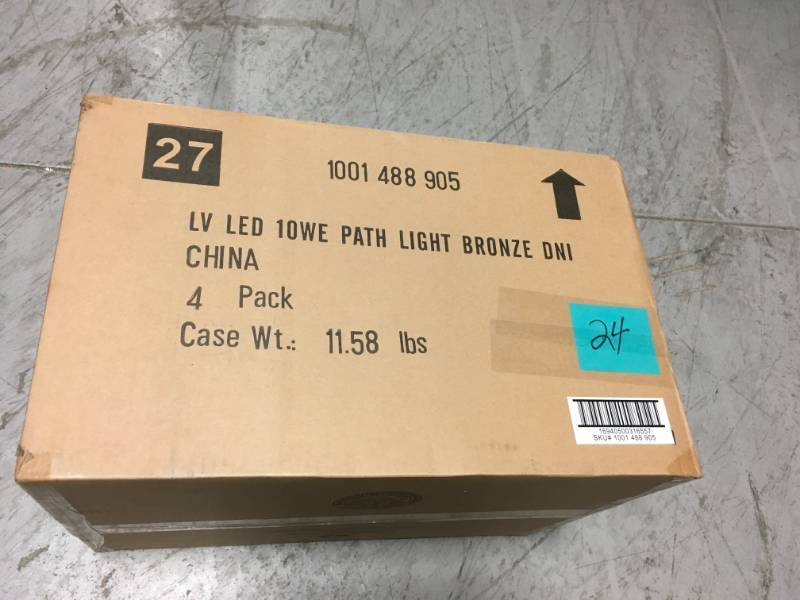 27
1001 488 905
LV LED 10WE PATH LIGHT BRONZE DNI
CHINA
4 Pack
Case Wt.: 11.58 lbs
24
16940500316557
SKU# 1001 488 905